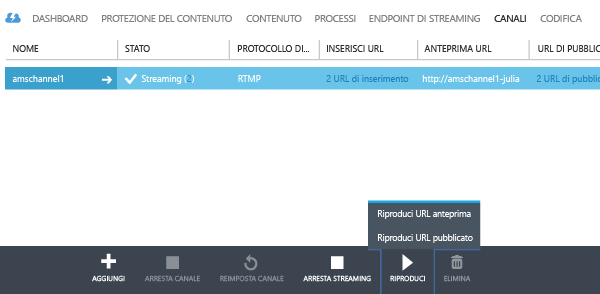 DASHBOARD PROTEZIONE DEL CONTENUTO CONTENUTO PROCESSI ENDPOINT DI STREAMING CANALI CODIFICA
NOME STATO PROTOCOLLO DI... INSERISCI URL ANTEPRIMA URL URL DI PUBBLIC
amschannel1 Streaming (2) RTMP 2 URL di inserimento http://amschannel1-julia 2 URL di pubblic
Riproduci URL anteprima
Riproduci URL pubblicato
AGGIUNGI ARRESTA CANALE REIMPOSTA CANALE ARRESTA STREAMING RIPRODUCI ELIMINA